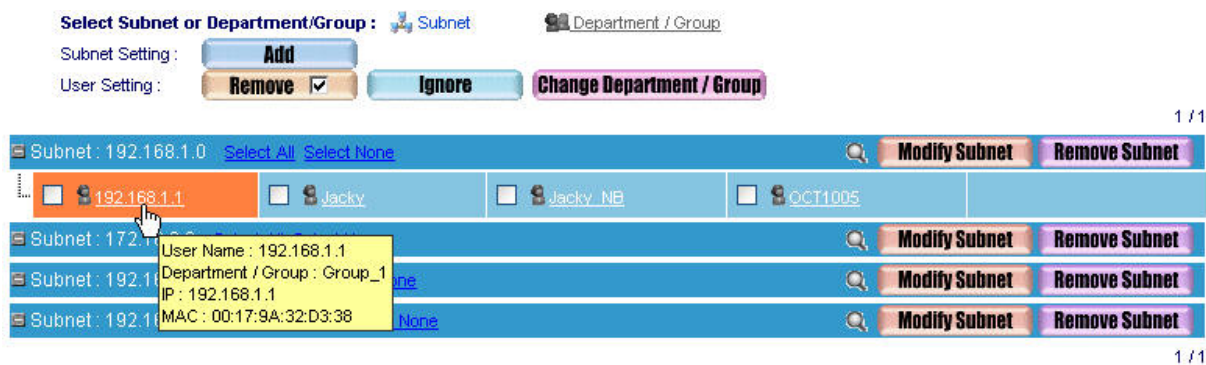 Select Subnet or Department/Group : Subnet Department / Group
Subnet Setting : Add
User Setting : Remove Ignore Change Department / Group
1 / 1
Subnet : 192.168.1.0 Select All Select None Modify Subnet Remove Subnet
192.168.1.1 Jacky Jacky_NB OCT1005
Subnet : 172.1 Modify Subnet Remove Subnet
User Name : 192.168.1.1
Department / Group : Group_1
IP : 192.168.1.1
MAC : 00:17:9A:32:D3:38
Subnet : 192.1 one Modify Subnet Remove Subnet
Subnet : 192.1 None Modify Subnet Remove Subnet
1 / 1